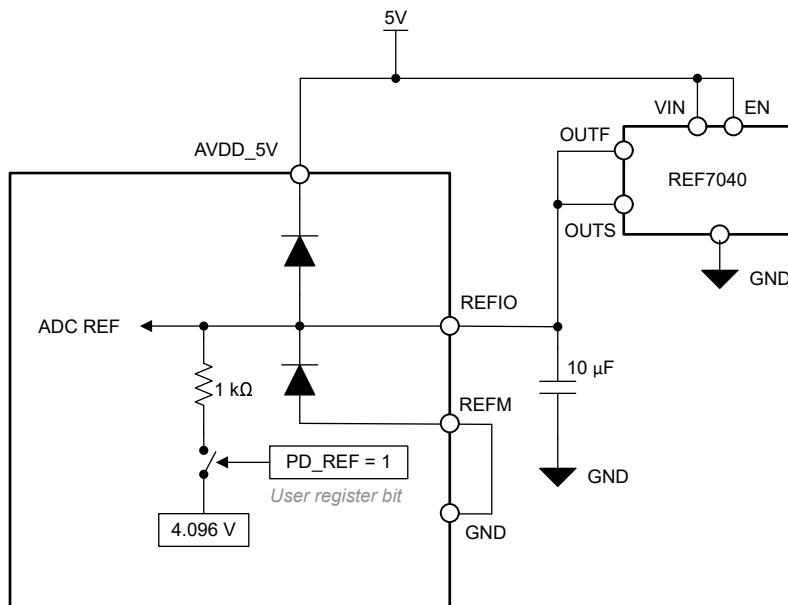 5V
VIN
EN
AVDD_5V
OUTF
REF7040
OUTS
GND
REFIO
ADC REF
1 kΩ
10 µF
REFM
PD_REF = 1
GND
User register bit
4.096 V
GND